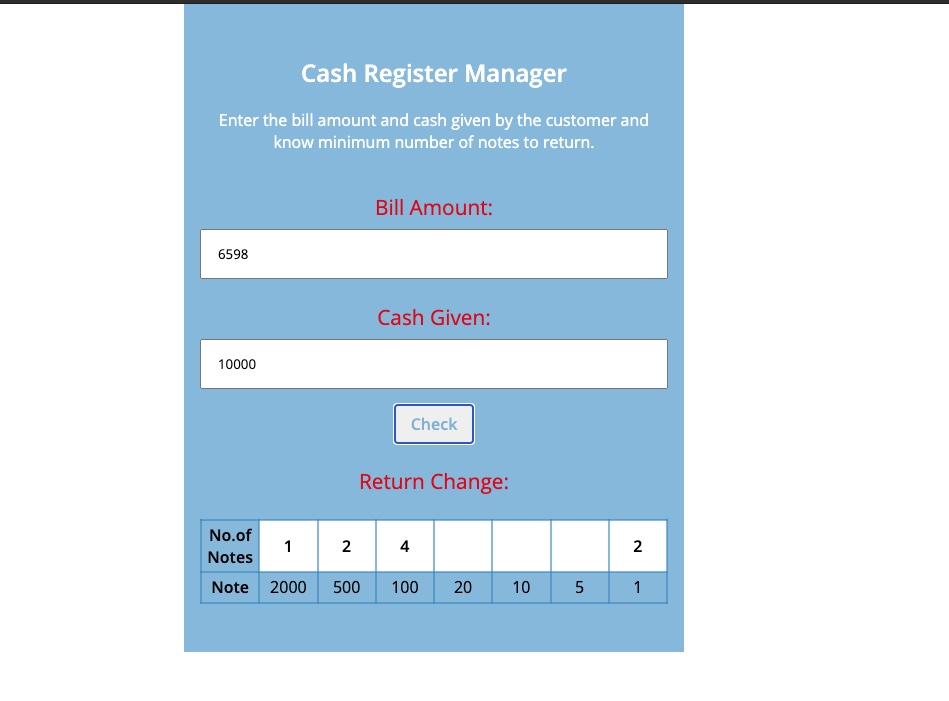 Cash Register Manager
Enter the bill amount and cash given by the customer and
know minimum number of notes to return.
Bill Amount:
6598
Cash Given:
10000
Check
Return Change:
No.of
Notes 1 2 4 2
Note 2000 500 100 20 10 5 1